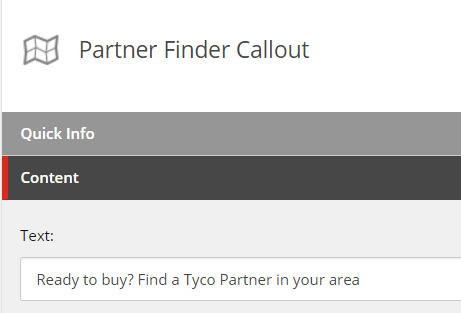 Partner Finder Callout
Quick Info
Content
Text:
Ready to buy? Find a Tyco Partner in your area